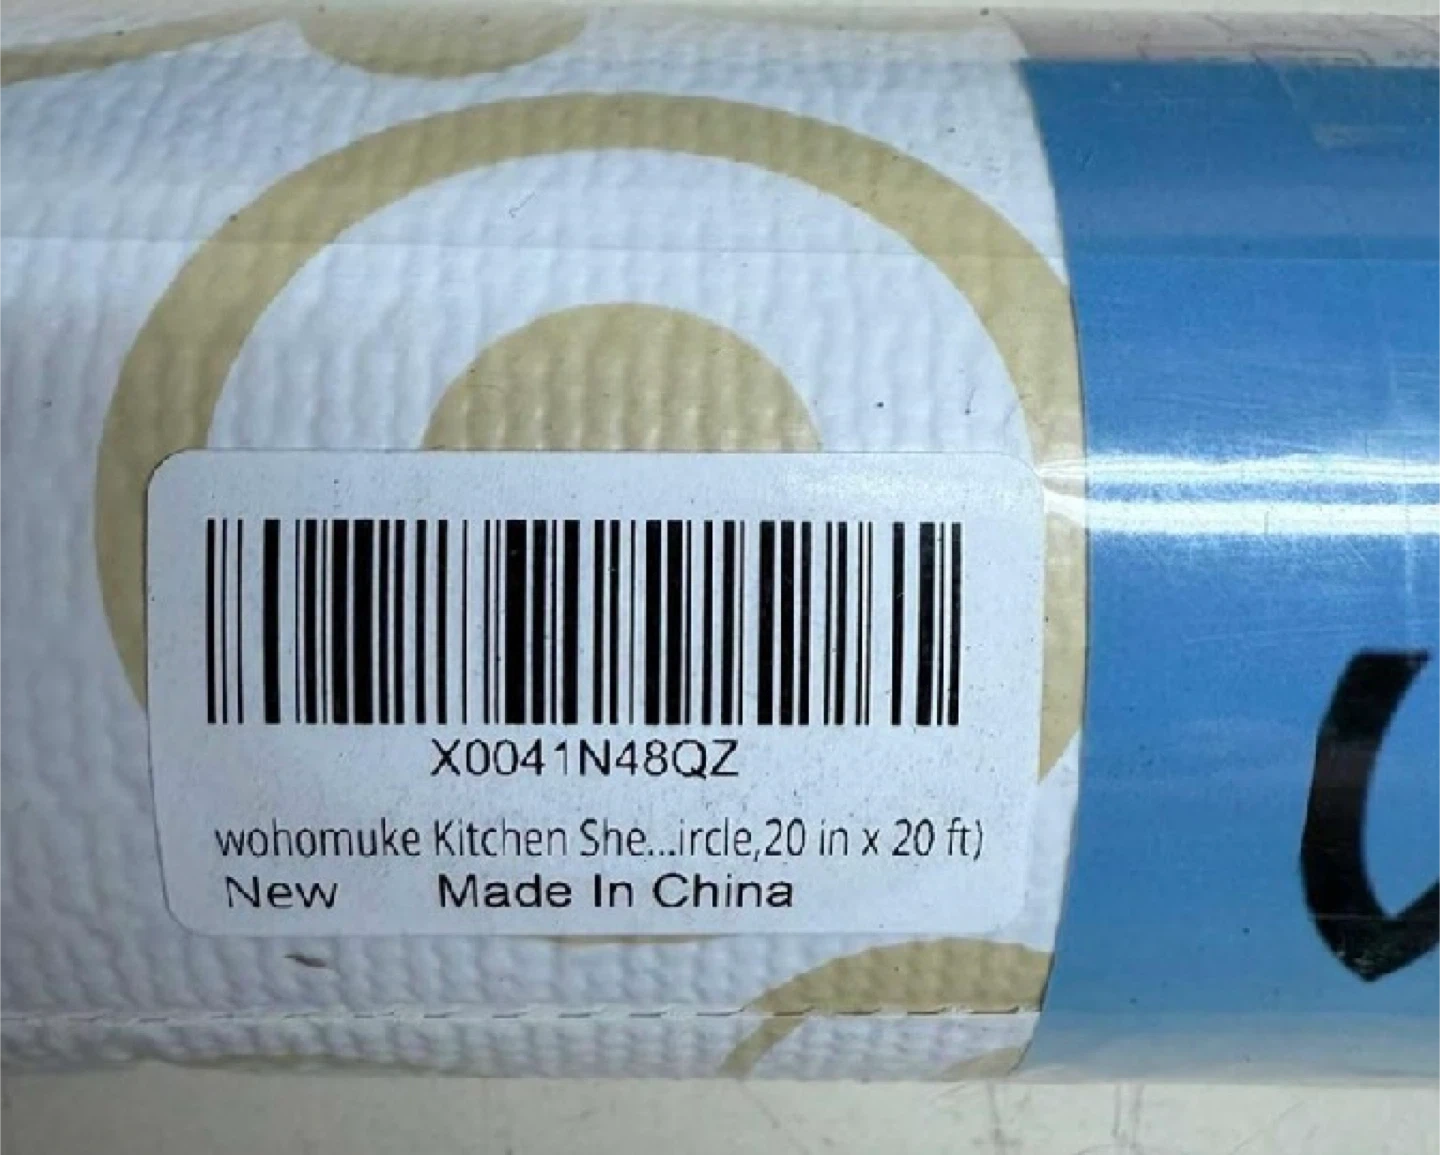 X0041N48QZ
wohomuke Kitchen She...ircle,20 in x 20 ft)
New Made In China